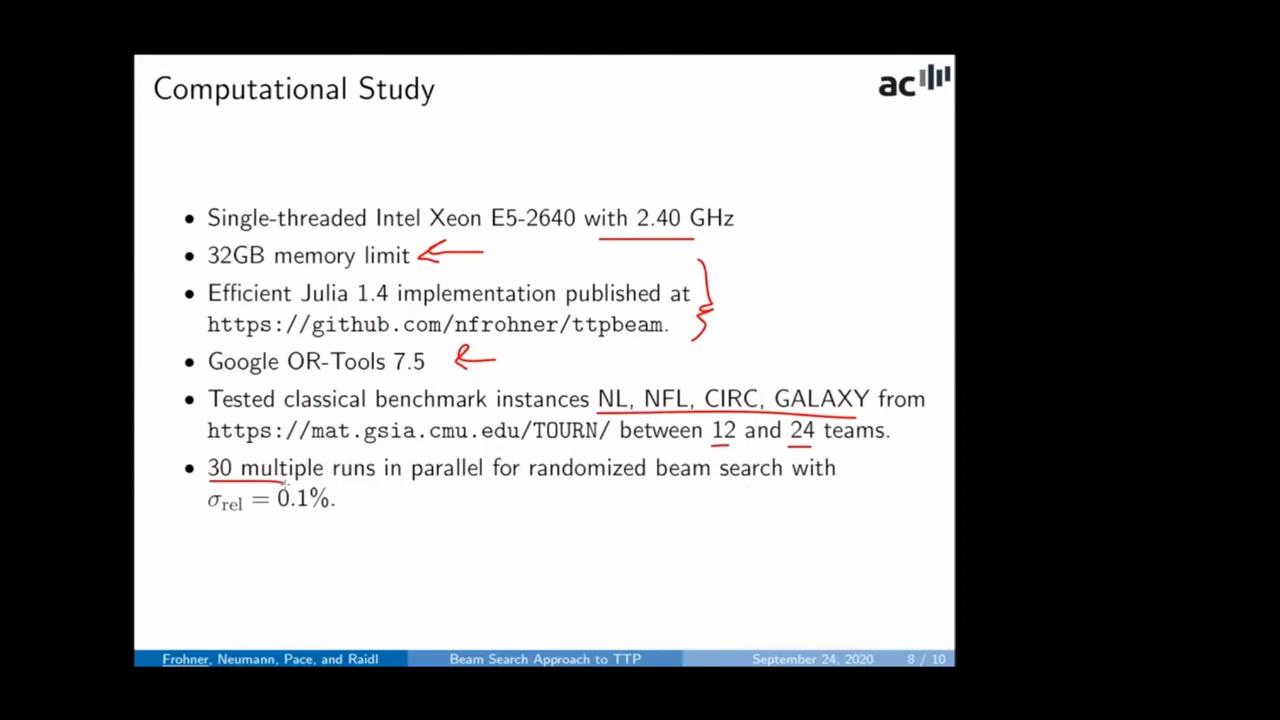 Computational Study
ac
• Single-threaded Intel Xeon E5-2640 with 2.40 GHz
• 32GB memory limit
• Efficient Julia 1.4 implementation published at
https://github.com/nfrohner/ttpbeam.
• Google OR-Tools 7.5
• Tested classical benchmark instances NL, NFL, CIRC, GALAXY from
https://mat.gsia.cmu.edu/TOURN/ between 12 and 24 teams.
• 30 multiple runs in parallel for randomized beam search with
σrel = 0.1%.
Frohner, Neumann, Pace, and Raidl Beam Search Approach to TTP September 24, 2020 8 / 10